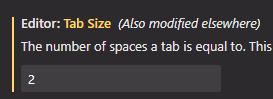 Editor: Tab Size (Also modified elsewhere)
The number of spaces a tab is equal to. This
2